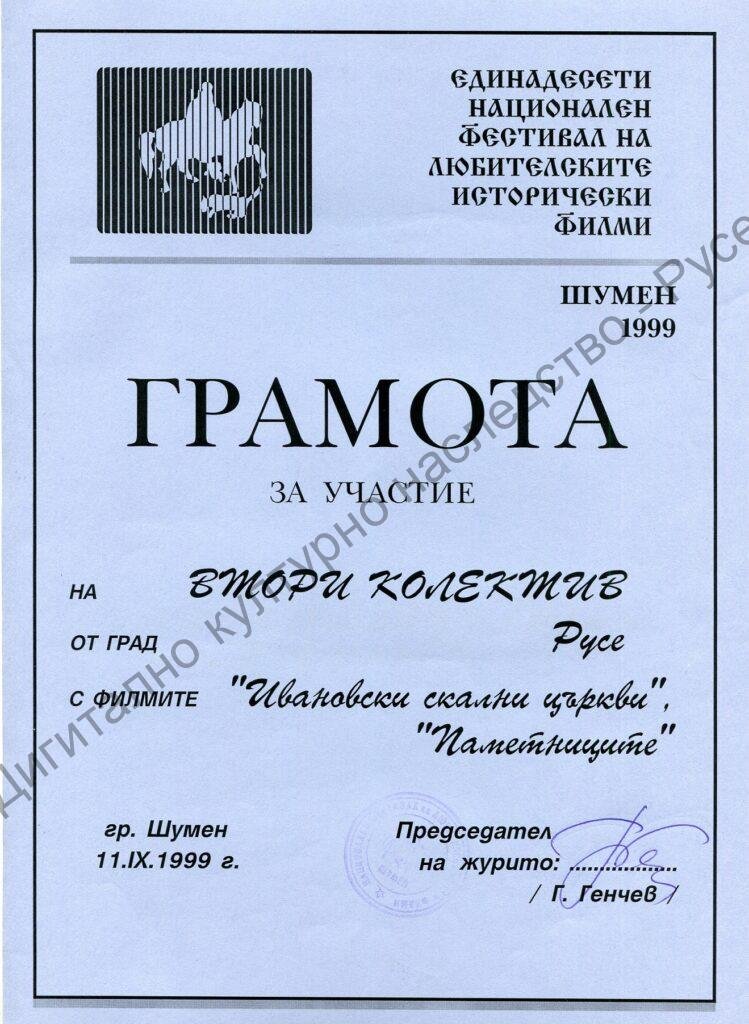 ЕДИНАДЕСЕТИ
НАЦИОНАЛЕН
ФЕСТИВАЛ НА
ЛЮБИТЕЛСКИТЕ
ИСТОРИЧЕСКИ
ФИЛМИ
ШУМЕН
1999
ГРАМОТА
ЗА УЧАСТИЕ
НА ВТОРИ КОЛЕКТИВ
ОТ ГРАД Русе
С ФИЛМИТЕ "Ивановски скални църкви",
"Паметниците"
гр. Шумен
11.IX.1999 г.
Председател
на журито: ...................
/ Г. Генчев /
Дигитално културно наследство - Русе